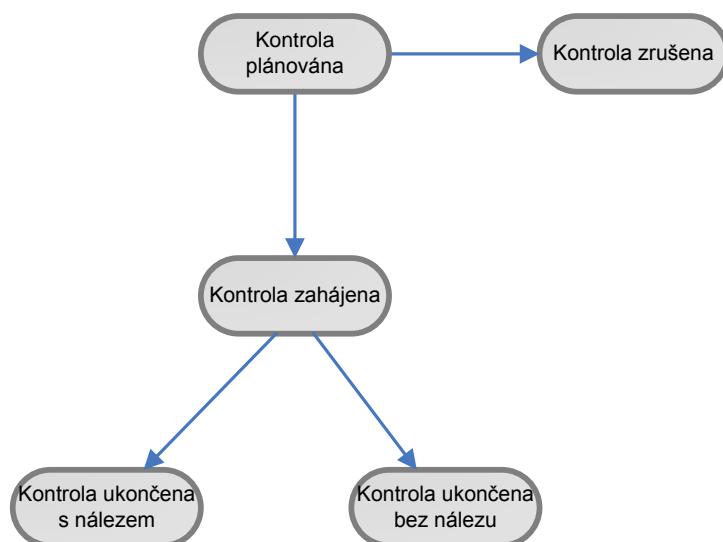 Kontrola
plánována
Kontrola zrušena
Kontrola zahájena
Kontrola ukončena
s nálezem
Kontrola ukončena
bez nálezu